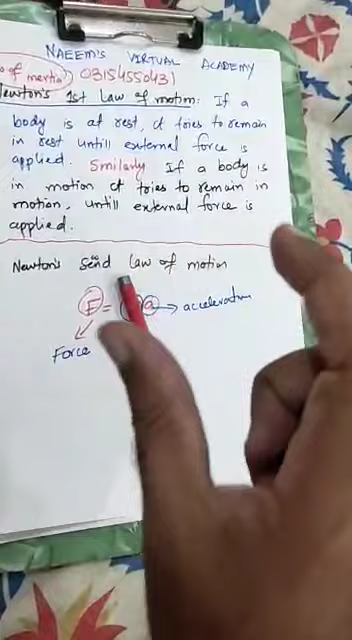 NAEEM'S VIRTUAL ACADEMY
of inertia) 03154550431
Newton's 1st Law of motion: If a
body is at rest, it tries to remain
in rest untill external force is
applied. Smilarly If a body is
in motion it tries to remain in
motion, untill external force is
applied.
Newton's Send law of motion
F = a → acceleration
Force